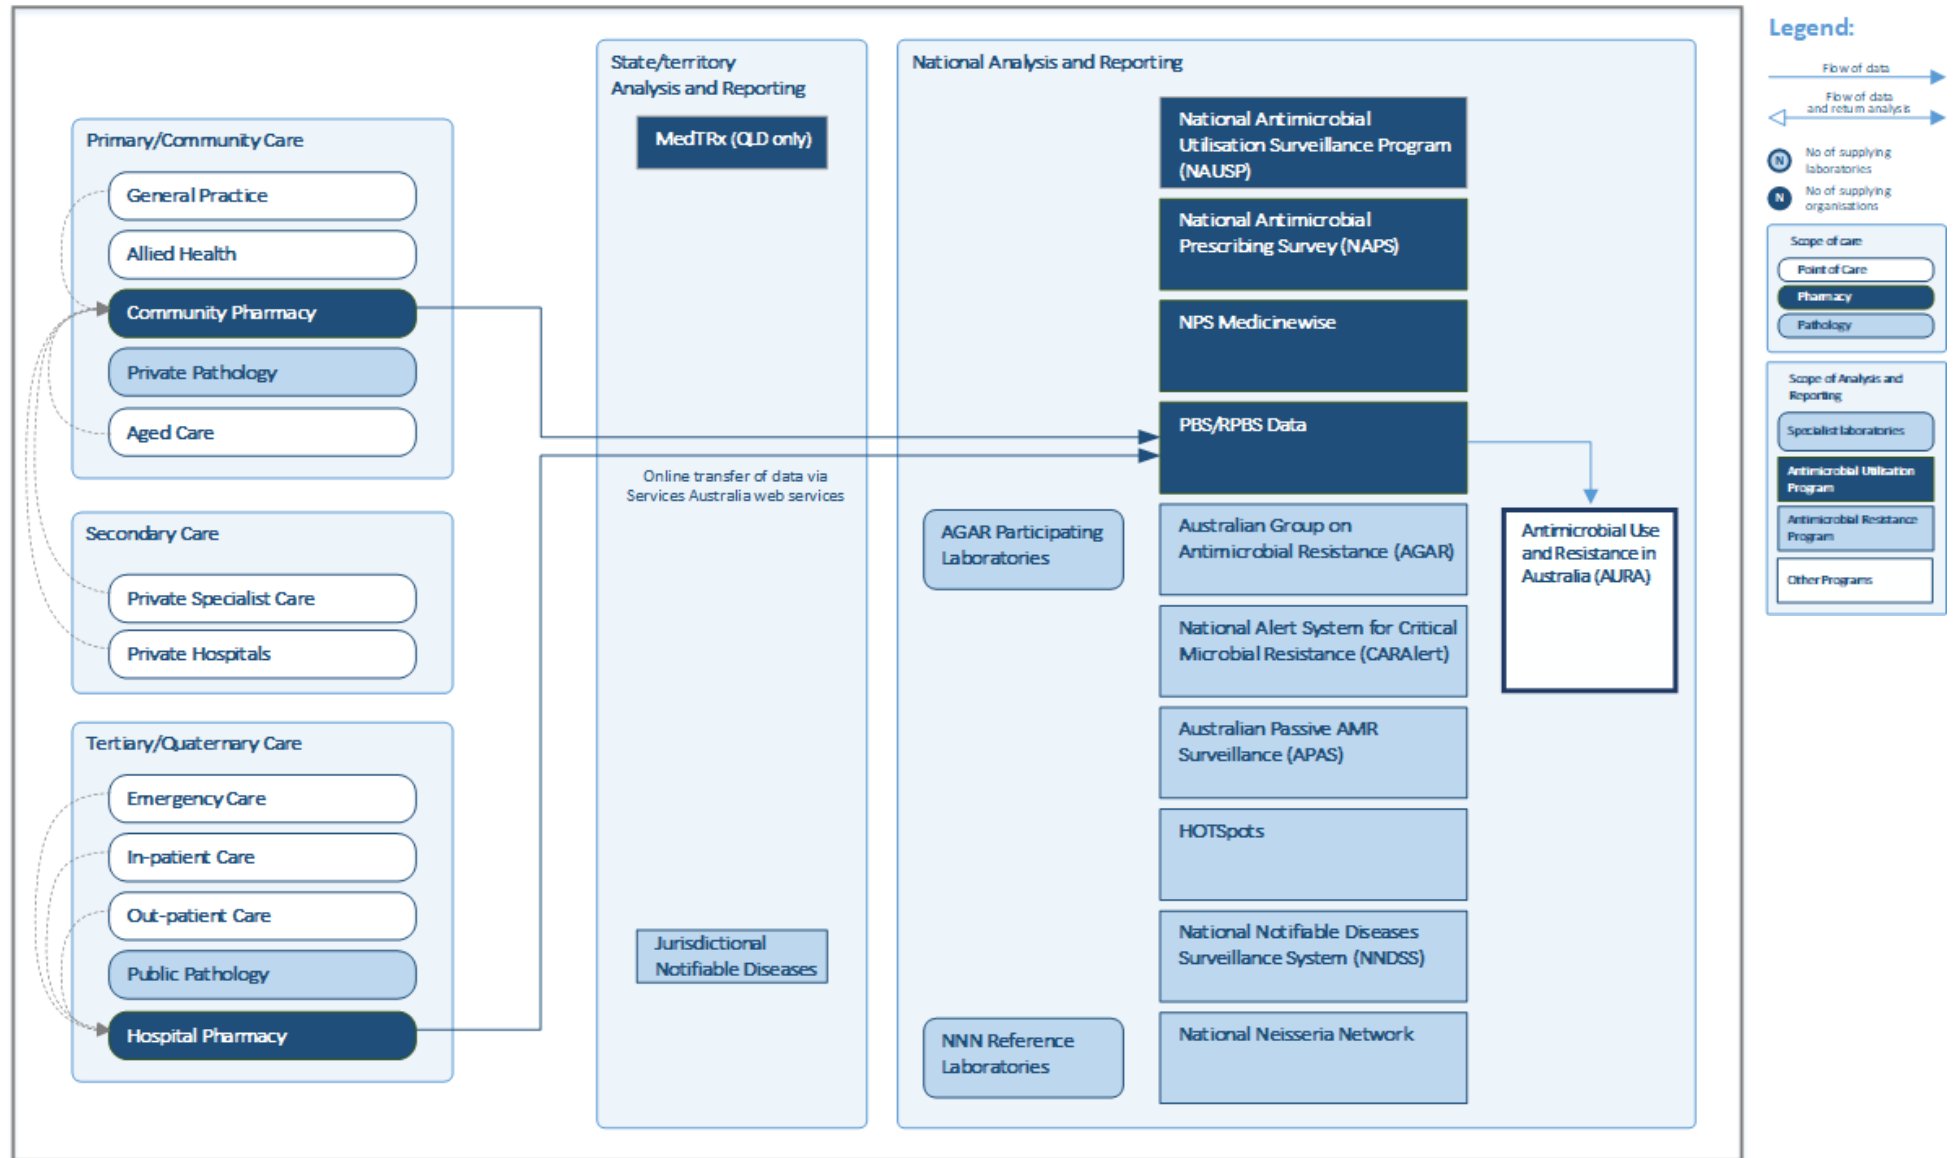 State/territory
Analysis and Reporting
MedTRx (QLD only)
National Analysis and Reporting
National Antimicrobial
Utilisation Surveillance Program
(NAUSP)
National Antimicrobial
Prescribing Survey (NAPS)
NPS Medicinewise
PBS/RPBS Data
Primary/Community Care
General Practice
Allied Health
Community Pharmacy
Private Pathology
Aged Care
Online transfer of data via
Services Australia web services
Secondary Care
Private Specialist Care
Private Hospitals
AGAR Participating
Laboratories
Australian Group on
Antimicrobial Resistance (AGAR)
Antimicrobial Use
and Resistance in
Australia (AURA)
National Alert System for Critical
Microbial Resistance (CARAlert)
Australian Passive AMR
Surveillance (APAS)
HOTSpots
Tertiary/Quaternary Care
Emergency Care
In-patient Care
Out-patient Care
Public Pathology
Hospital Pharmacy
Jurisdictional
Notifiable Diseases
National Notifiable Diseases
Surveillance System (NNDSS)
NNN Reference
Laboratories
National Neisseria Network
Legend:
Flow of data
Flow of data
and return analysis
N
No of supplying
laboratories
N
No of supplying
organisations
Scope of care
Point of Care
Pharmacy
Pathology
Scope of Analysis and
Reporting
Specialist laboratories
Antimicrobial Utilisation
Program
Antimicrobial Resistance
Program
Other Programs